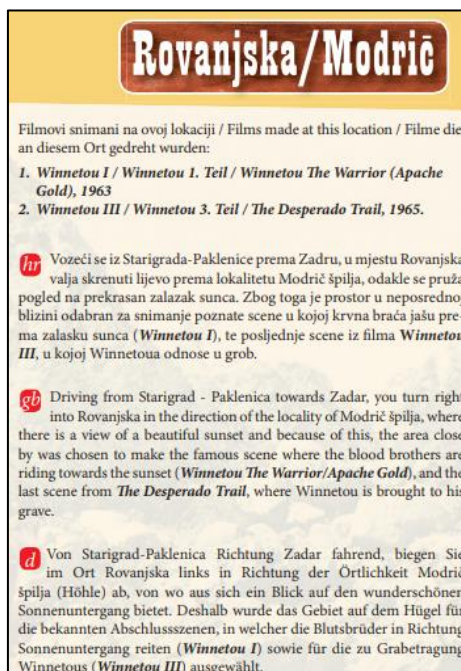 Rovanjska/Modrič
Filmovi snimani na ovoj lokaciji / Films made at this location / Filme die
an diesem Ort gedreht wurden:
1. Winnetou I / Winnetou 1. Teil / Winnetou The Warrior (Apache
Gold), 1963
2. Winnetou III / Winnetou 3. Teil / The Desperado Trail, 1965.
hr Vozeći se iz Starigrada-Paklenice prema Zadru, u mjestu Rovanjska
valja skrenuti lijevo prema lokalitetu Modrič špilja, odakle se pruža
pogled na prekrasan zalazak sunca. Zbog toga je prostor u neposrednoj
blizini odabran za snimanje poznate scene u kojoj krvna braća jašu pre-
ma zalasku sunca (Winnetou I), te posljednje scene iz filma Winnetou
III, u kojoj Winnetoua odnose u grob.
gb Driving from Starigrad - Paklenica towards Zadar, you turn right
into Rovanjska in the direction of the locality of Modrič špilja, where
there is a view of a beautiful sunset and because of this, the area close
by was chosen to make the famous scene where the blood brothers are
riding towards the sunset (Winnetou The Warrior/Apache Gold), and the
last scene from The Desperado Trail, where Winnetou is brought to his
grave.
d Von Starigrad-Paklenica Richtung Zadar fahrend, biegen Sie
im Ort Rovanjska links in Richtung der Örtlichkeit Modrič
špilja (Höhle) ab, von wo aus sich ein Blick auf den wunderschönen
Sonnenuntergang bietet. Deshalb wurde das Gebiet auf dem Hügel für
die bekannten Abschlussszenen, in welcher die Blutsbrüder in Richtung
Sonnenuntergang reiten (Winnetou I) sowie für die zu Grabetragung
Winnetous (Winnetou III) ausgewählt.